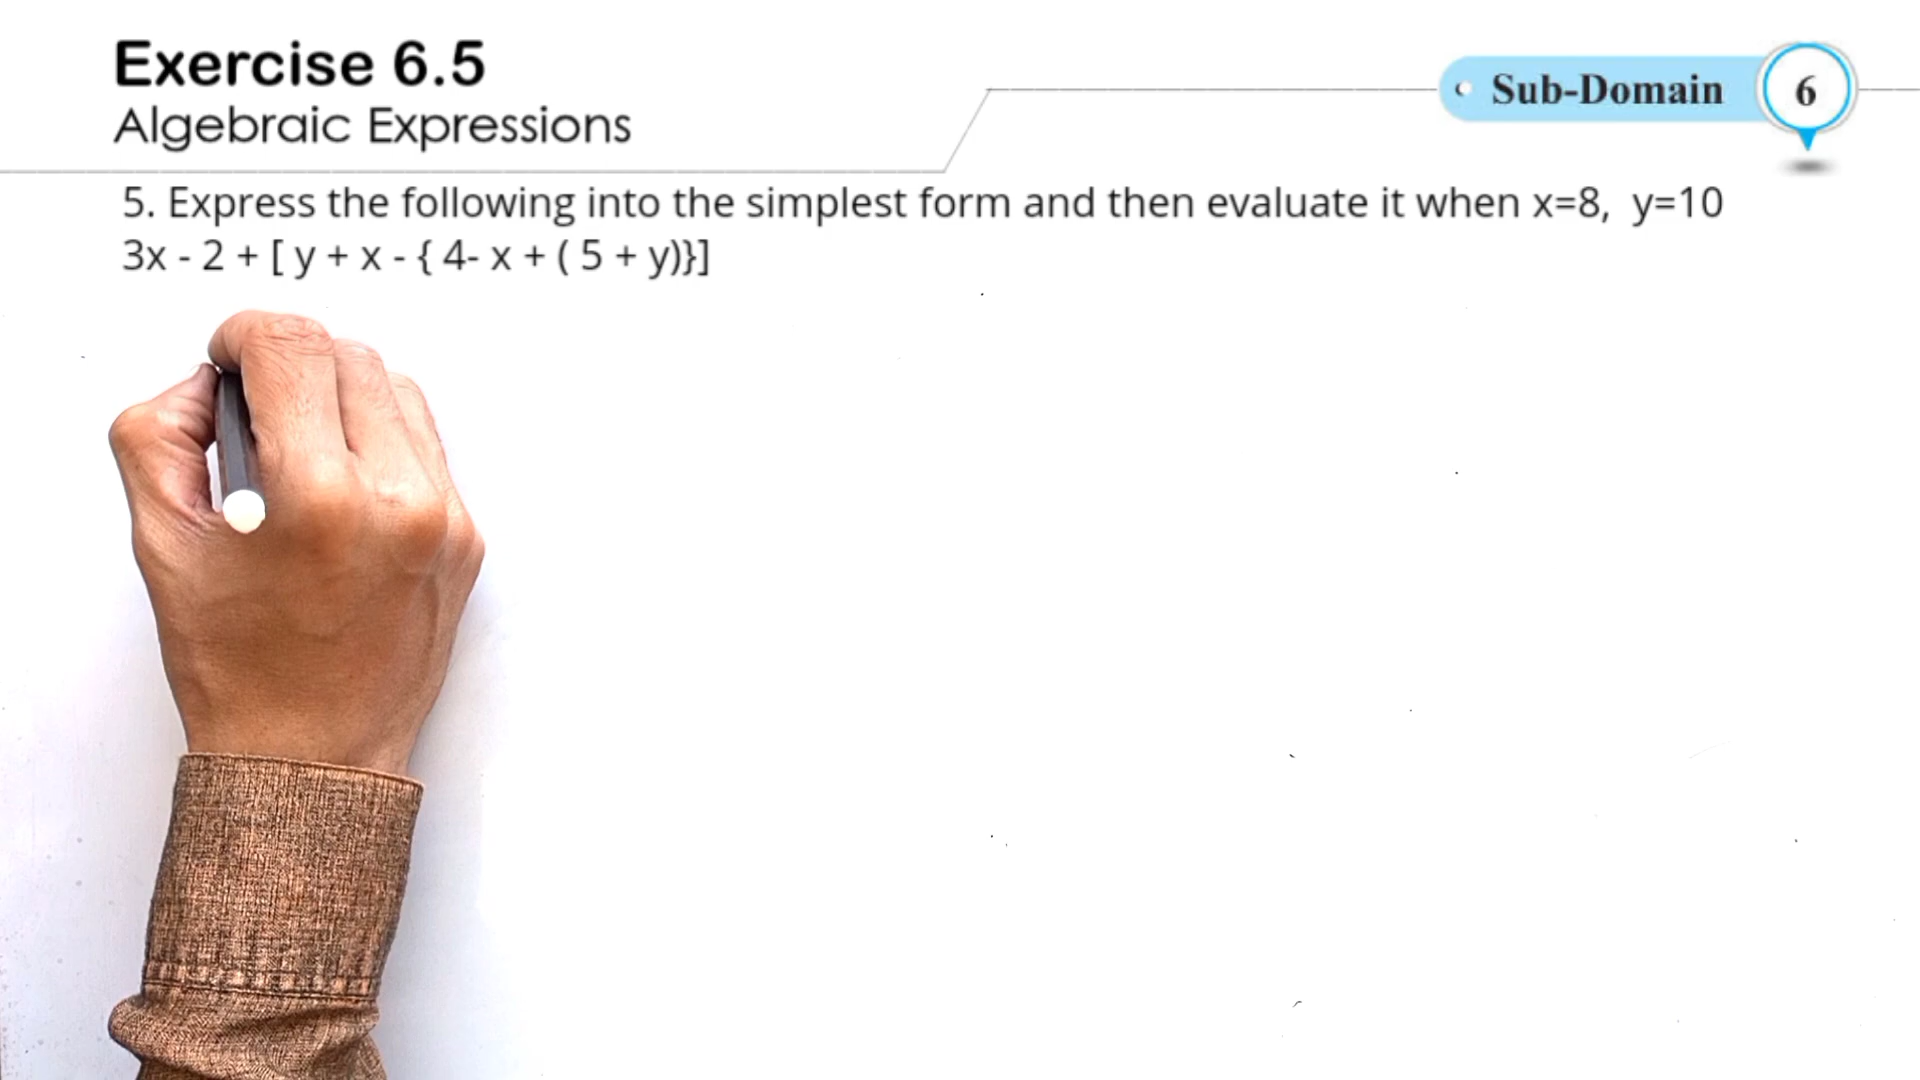 Exercise 6.5
Algebraic Expressions
Sub-Domain 6
5. Express the following into the simplest form and then evaluate it when x=8, y=10
3x - 2 + [ y + x - { 4- x + ( 5 + y)}]